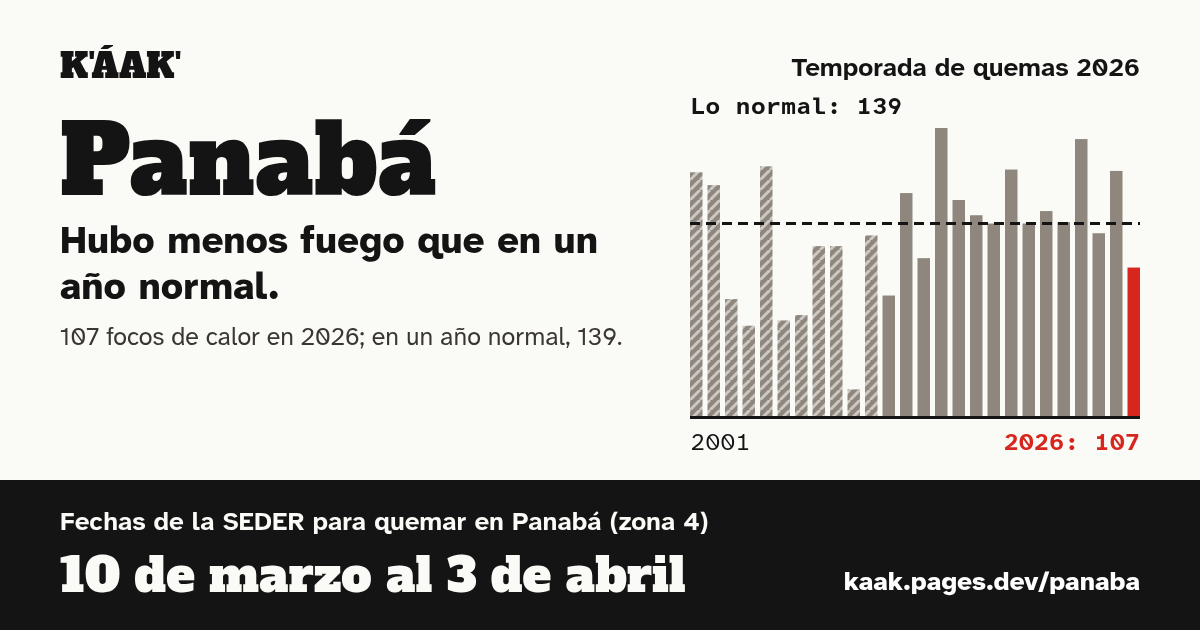 K'ÁAK'
Panabá
Hubo menos fuego que en un
año normal.
107 focos de calor en 2026; en un año normal, 139.
Temporada de quemas 2026
Lo normal: 139
2001
2026: 107
Fechas de la SEDER para quemar en Panabá (zona 4)
10 de marzo al 3 de abril
kaak.pages.dev/panaba